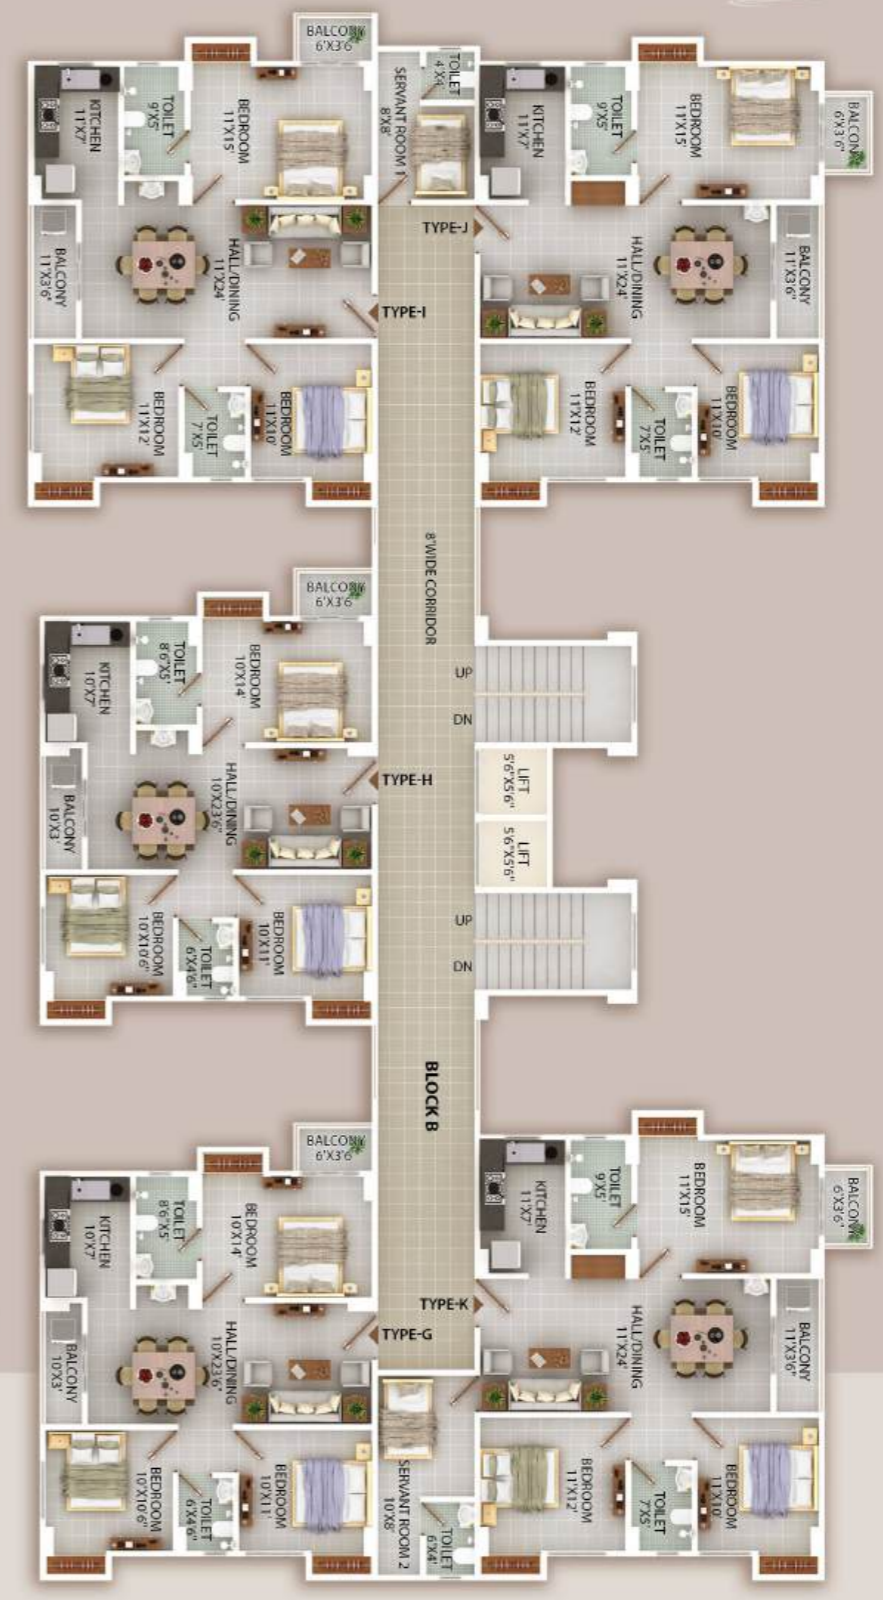 BALCONY
6'X3'6
KITCHEN
11'X7'
TOILET
9'X5'
BEDROOM
11'X15'
SERVANT ROOM 1
8'X8'
TOILET
4'X4'
KITCHEN
11'X7'
TOILET
9'X5'
BEDROOM
11'X15'
BALCONY
6'X3'6"
TYPE-J
BALCONY
11'X3'6"
HALL/DINING
11'X24'
TYPE-I
HALL/DINING
11'X24'
BALCONY
11'X3'6"
BEDROOM
11'X12'
TOILET
7'X5'
BEDROOM
11'X10'
BEDROOM
11'X12'
TOILET
7'X5'
BEDROOM
11'X10'
8"WIDE CORRIDOR
BALCONY
6'X3'6
KITCHEN
10'X7'
TOILET
8'6"X5'
BEDROOM
10'X14'
UP
DN
BALCONY
10'X3'
HALL/DINING
10'X23'6"
TYPE-H
LIFT
5'6"X5'6"
LIFT
5'6"X5'6"
BEDROOM
10'X10'6"
TOILET
6'X4'6"
BEDROOM
10'X11'
UP
DN
BLOCK B
BALCONY
6'X3'6
KITCHEN
10'X7'
TOILET
8'6"X5'
BEDROOM
10'X14'
KITCHEN
11'X7'
TOILET
9'X5'
BEDROOM
11'X15'
BALCONY
6'X3'6"
TYPE-K
BALCONY
10'X3'
HALL/DINING
10'X23'6"
TYPE-G
HALL/DINING
11'X24'
BALCONY
11'X3'6"
BEDROOM
10'X10'6"
TOILET
6'X4'6"
BEDROOM
10'X11'
SERVANT ROOM 2
10'X8'
TOILET
6'X4'
BEDROOM
11'X12'
TOILET
7'X5'
BEDROOM
11'X10'